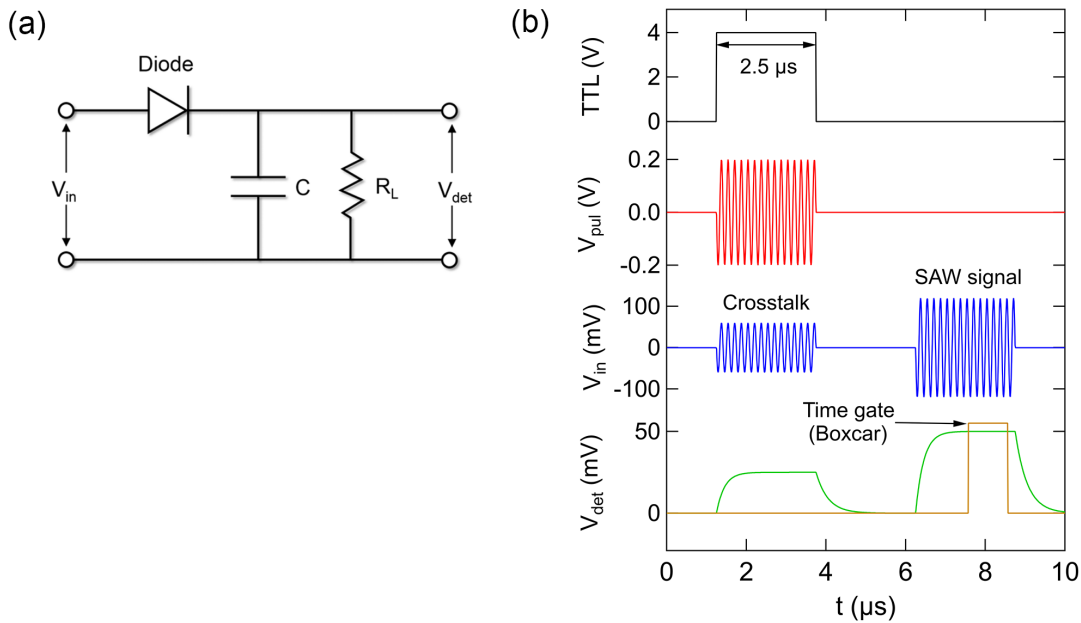 (a)
Diode
V_in
C
R_L
V_det
(b)
TTL (V)
4
2
0
2.5 µs
V_pul (V)
0.2
0.0
-0.2
V_in (mV)
100
0
-100
Crosstalk
SAW signal
V_det (mV)
50
0
Time gate
(Boxcar)
0
2
4
6
8
10
t (µs)